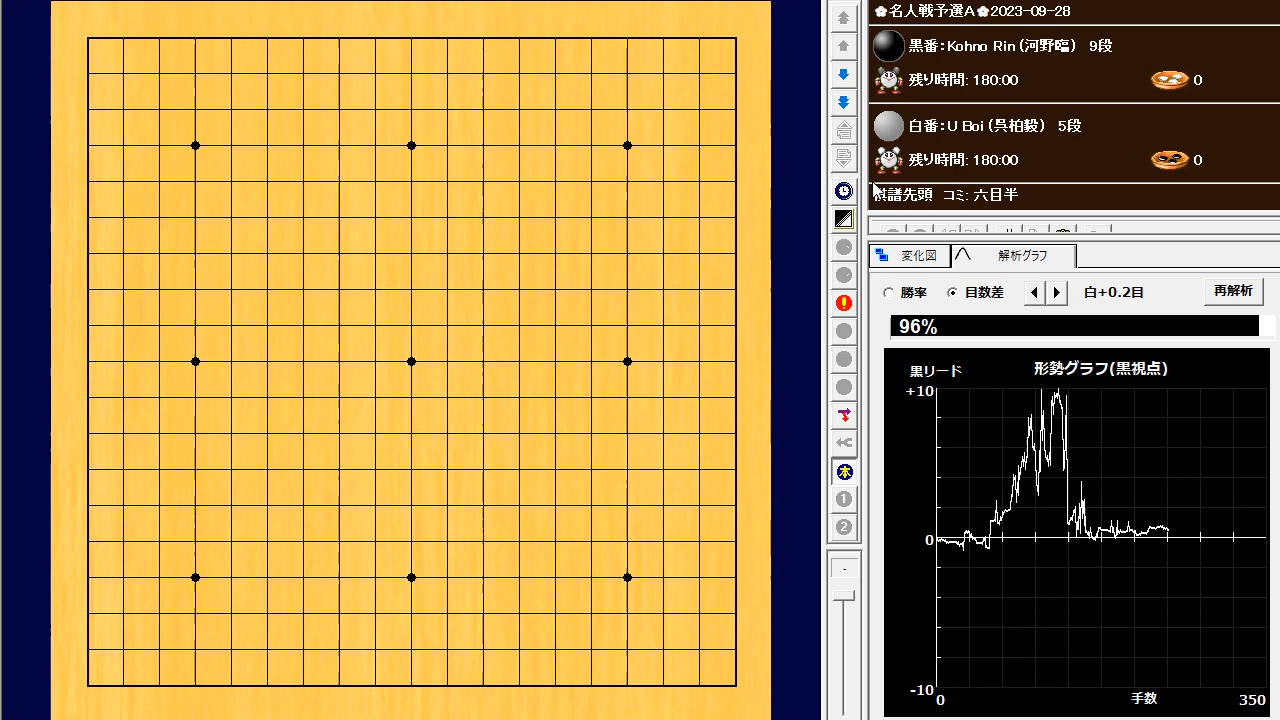 ✿名人戦予選A✿2023-09-28
黒番:Kohno Rin (河野臨) 9段
残り時間: 180:00 0
白番:U Boi (呉柏毅) 5段
残り時間: 180:00 0
棋譜先頭 コミ: 六目半
変化図 解析グラフ
勝率 目数差 白+0.2目 再解析
96%
形勢グラフ(黒視点)
黒リード
+10
0
-10
0 手数 350
1
2
-